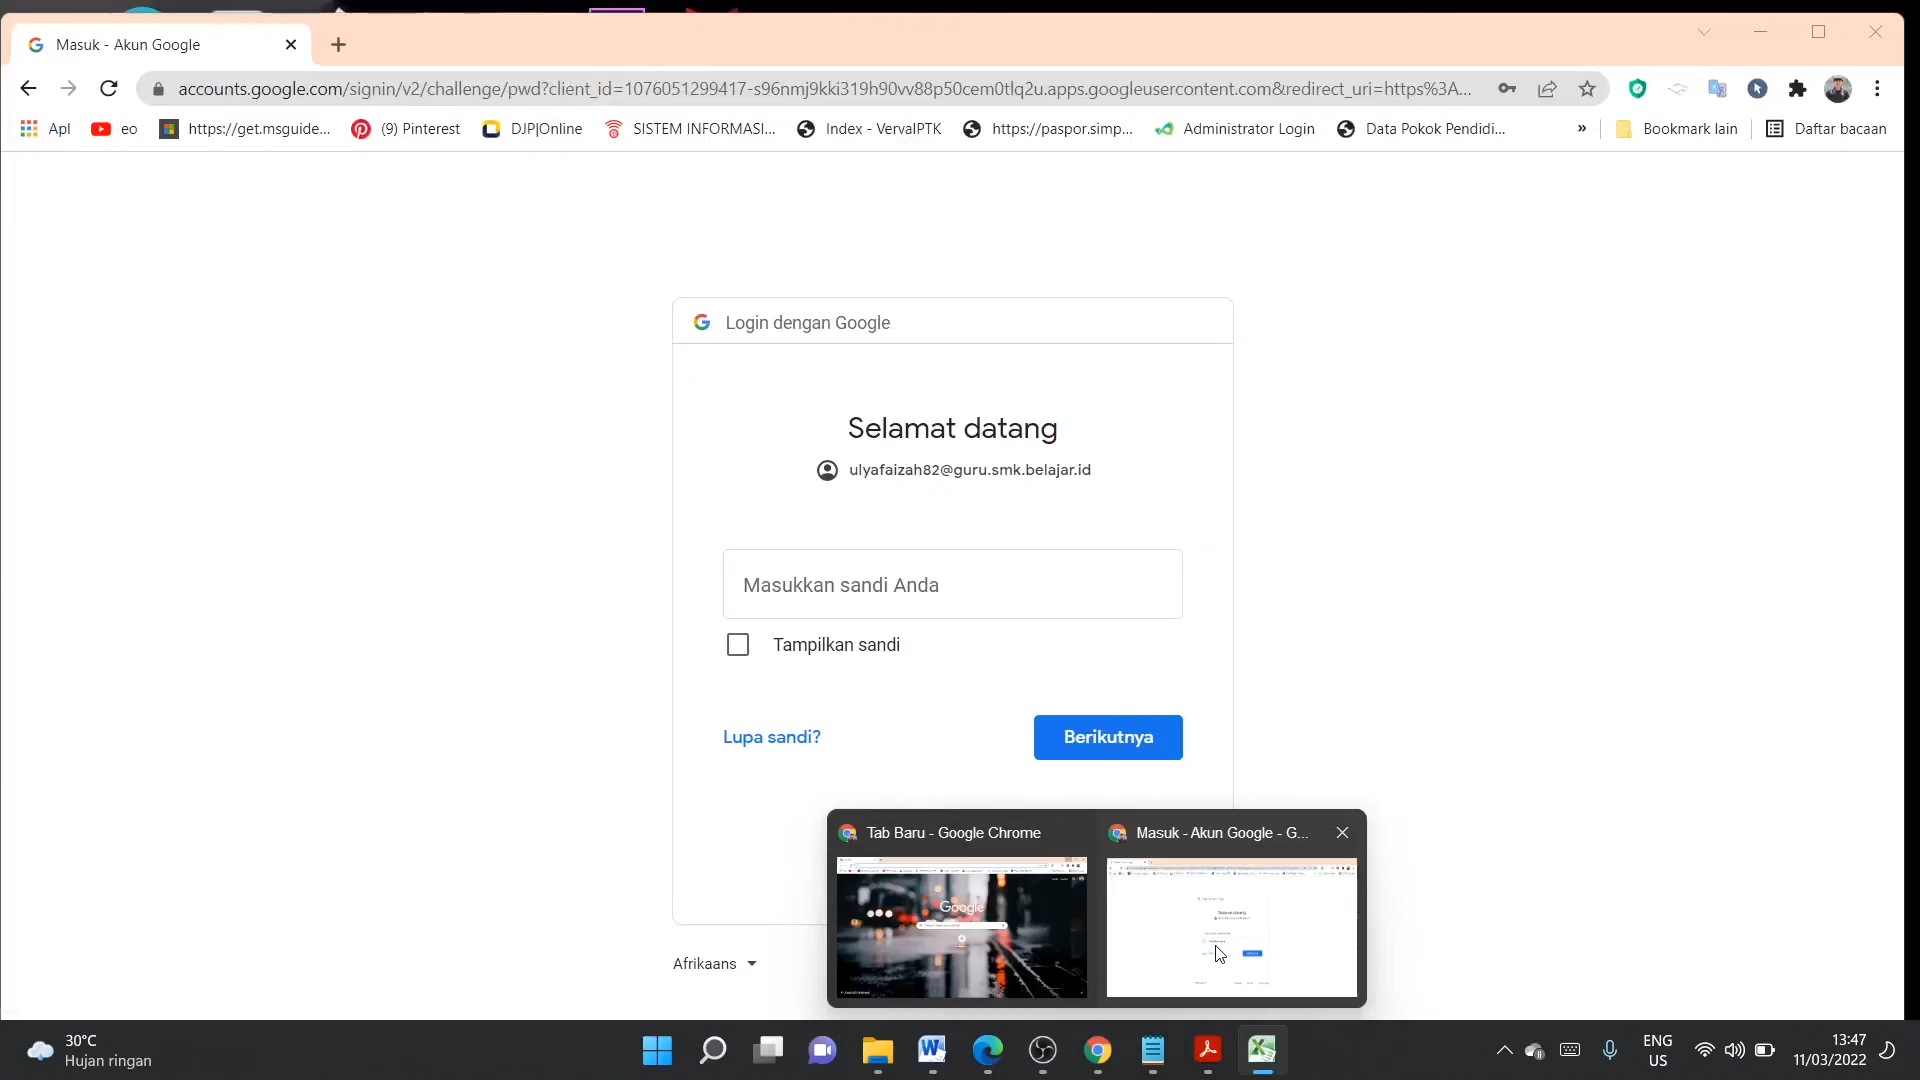 Masuk - Akun Google
accounts.google.com/signin/v2/challenge/pwd?client_id=1076051299417-s96nmj9kki319h90vv88p50cem0tlq2u.apps.googleusercontent.com&redirect_uri=https%3A...
Apl eo https://get.msguide... (9) Pinterest DJP|Online SISTEM INFORMASI... Index - VervalPTK https://paspor.simp... Administrator Login Data Pokok Pendidi... » Bookmark lain Daftar bacaan
Login dengan Google
Selamat datang
ulyafaizah82@guru.smk.belajar.id
Masukkan sandi Anda
Tampilkan sandi
Lupa sandi? Berikutnya
Tab Baru - Google Chrome Masuk - Akun Google - G...
Google
Selamat datang
Afrikaans
30°C
Hujan ringan
ENG
US
13:47
11/03/2022